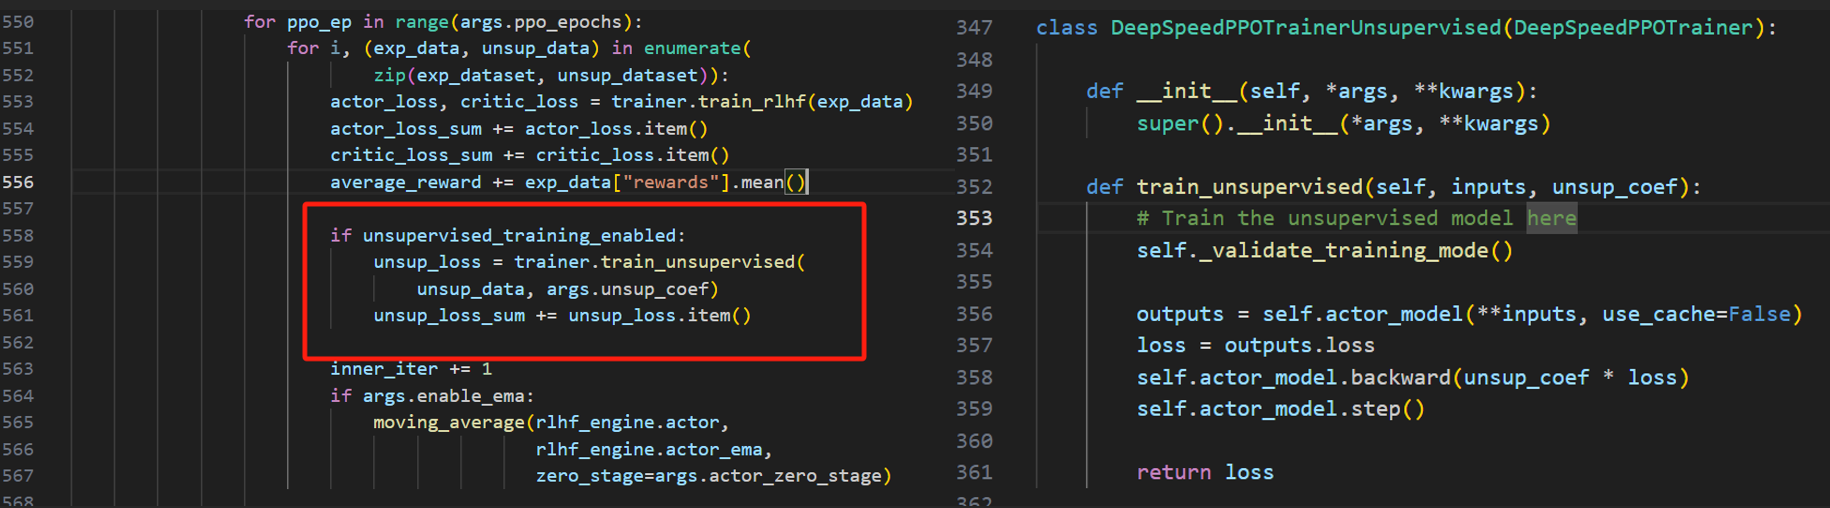 550 for ppo_ep in range(args.ppo_epochs):
551 for i, (exp_data, unsup_data) in enumerate(
552 zip(exp_dataset, unsup_dataset)):
553 actor_loss, critic_loss = trainer.train_rlhf(exp_data)
554 actor_loss_sum += actor_loss.item()
555 critic_loss_sum += critic_loss.item()
556 average_reward += exp_data["rewards"].mean()
557
558 if unsupervised_training_enabled:
559 unsup_loss = trainer.train_unsupervised(
560 unsup_data, args.unsup_coef)
561 unsup_loss_sum += unsup_loss.item()
562
563 inner_iter += 1
564 if args.enable_ema:
565 moving_average(rlhf_engine.actor,
566 rlhf_engine.actor_ema,
567 zero_stage=args.actor_zero_stage)
568
347 class DeepSpeedPPOTrainerUnsupervised(DeepSpeedPPOTrainer):
348
349 def __init__(self, *args, **kwargs):
350 super().__init__(*args, **kwargs)
351
352 def train_unsupervised(self, inputs, unsup_coef):
353 # Train the unsupervised model here
354 self._validate_training_mode()
355
356 outputs = self.actor_model(**inputs, use_cache=False)
357 loss = outputs.loss
358 self.actor_model.backward(unsup_coef * loss)
359 self.actor_model.step()
360
361 return loss
362